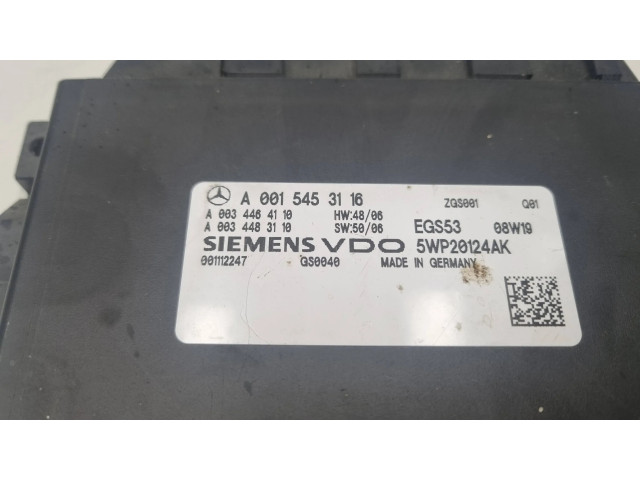 A 001 545 31 16 ZGS001 Q01
A 003 446 41 10 HW:48/06
A 003 448 31 10 SW:50/06 EGS53 08W19
SIEMENS VDO 5WP20124AK
001112247 GS0040 MADE IN GERMANY